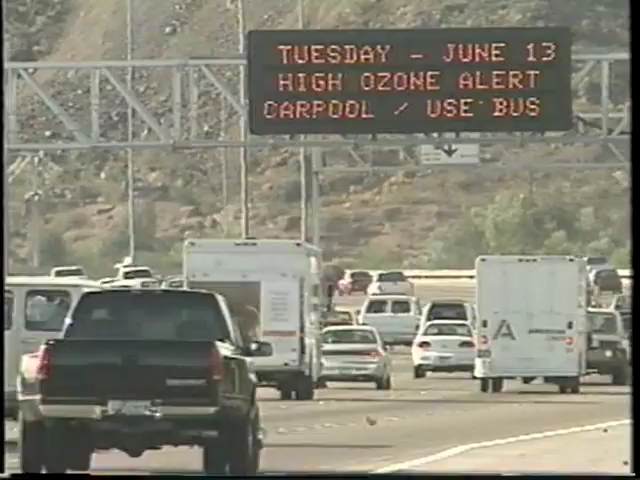 TUESDAY - JUNE 13
HIGH OZONE ALERT
CARPOOL / USE BUS
A